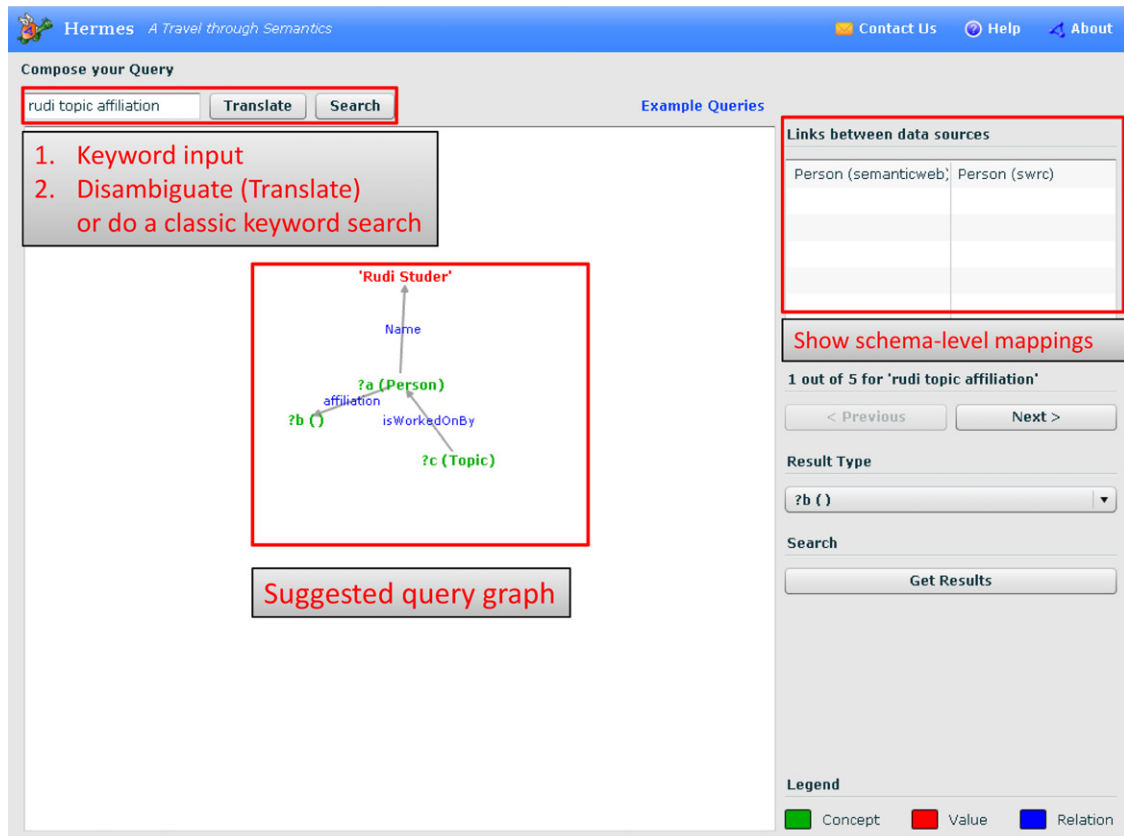 Hermes A Travel through Semantics
Contact Us Help About
Compose your Query
rudi topic affiliation Translate Search Example Queries
1. Keyword input
2. Disambiguate (Translate)
or do a classic keyword search
Links between data sources
Person (semanticweb) Person (swrc)
Show schema-level mappings
'Rudi Studer'
Name
?a (Person)
affiliation
?b ()
isWorkedOnBy
?c (Topic)
Suggested query graph
1 out of 5 for 'rudi topic affiliation'
< Previous Next >
Result Type
?b ()
Search
Get Results
Legend
Concept Value Relation